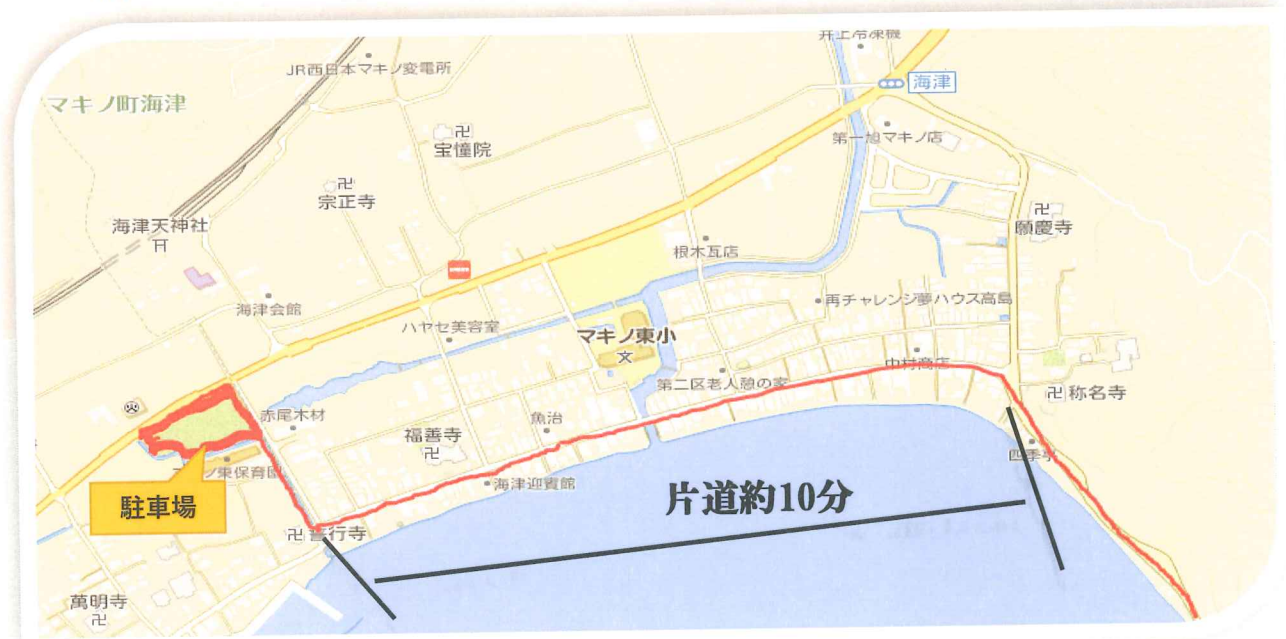 井上冷凍機
JR西日本マキノ変電所
海津
マキノ町海津
宝憧院
第一旭マキノ店
宗正寺
海津天神社
願慶寺
根木瓦店
海津会館
再チャレンジ夢ハウス高島
ハヤセ美容室
マキノ東小
文
中村商店
第二区老人憩の家
称名寺
赤尾木材
魚治
福善寺
四季亭
マキノ東保育園
海津迎賓館
片道約10分
駐車場
善行寺
萬明寺